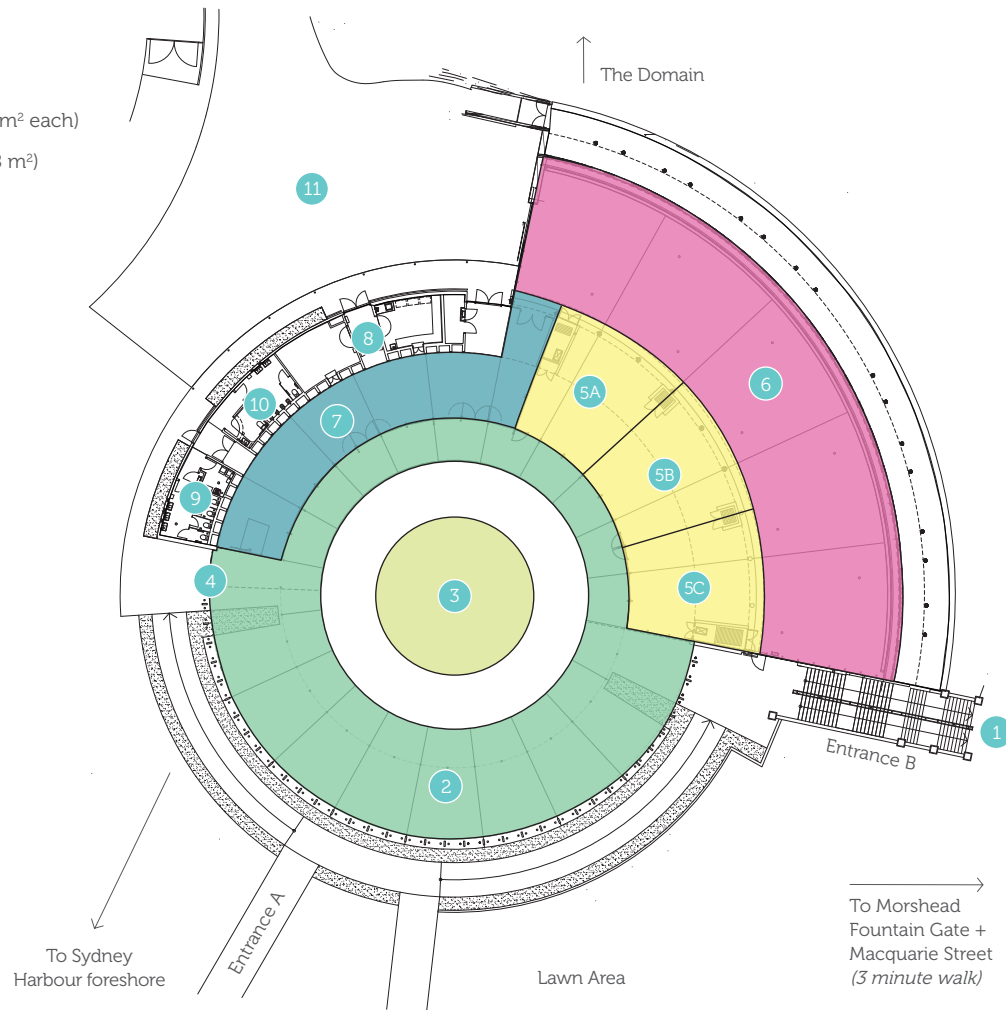 The Domain
m² each)
m²)
11
6
8
5A
10
7
5B
9
4
5C
3
1
Entrance B
2
Entrance A
To Morshead
Fountain Gate +
Macquarie Street
(3 minute walk)
To Sydney
Harbour foreshore
Lawn Area